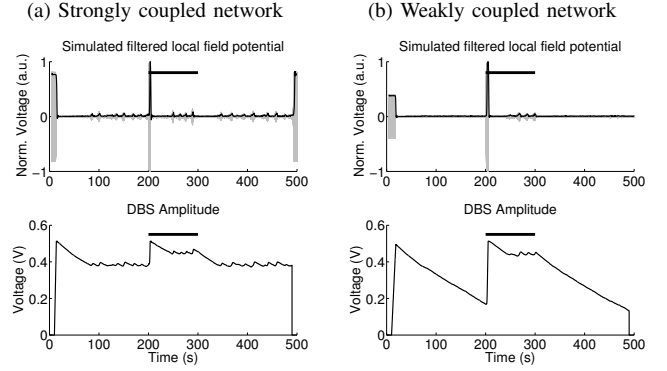 (a) Strongly coupled network
Simulated filtered local field potential
Norm. Voltage (a.u.)
1
0
−1
0 100 200 300 400 500
DBS Amplitude
Voltage (V)
0.6
0.4
0.2
0
0 100 200 300 400 500
Time (s)
(b) Weakly coupled network
Simulated filtered local field potential
Norm. Voltage (a.u.)
1
0
−1
0 100 200 300 400 500
DBS Amplitude
Voltage (V)
0.6
0.4
0.2
0
0 100 200 300 400 500
Time (s)